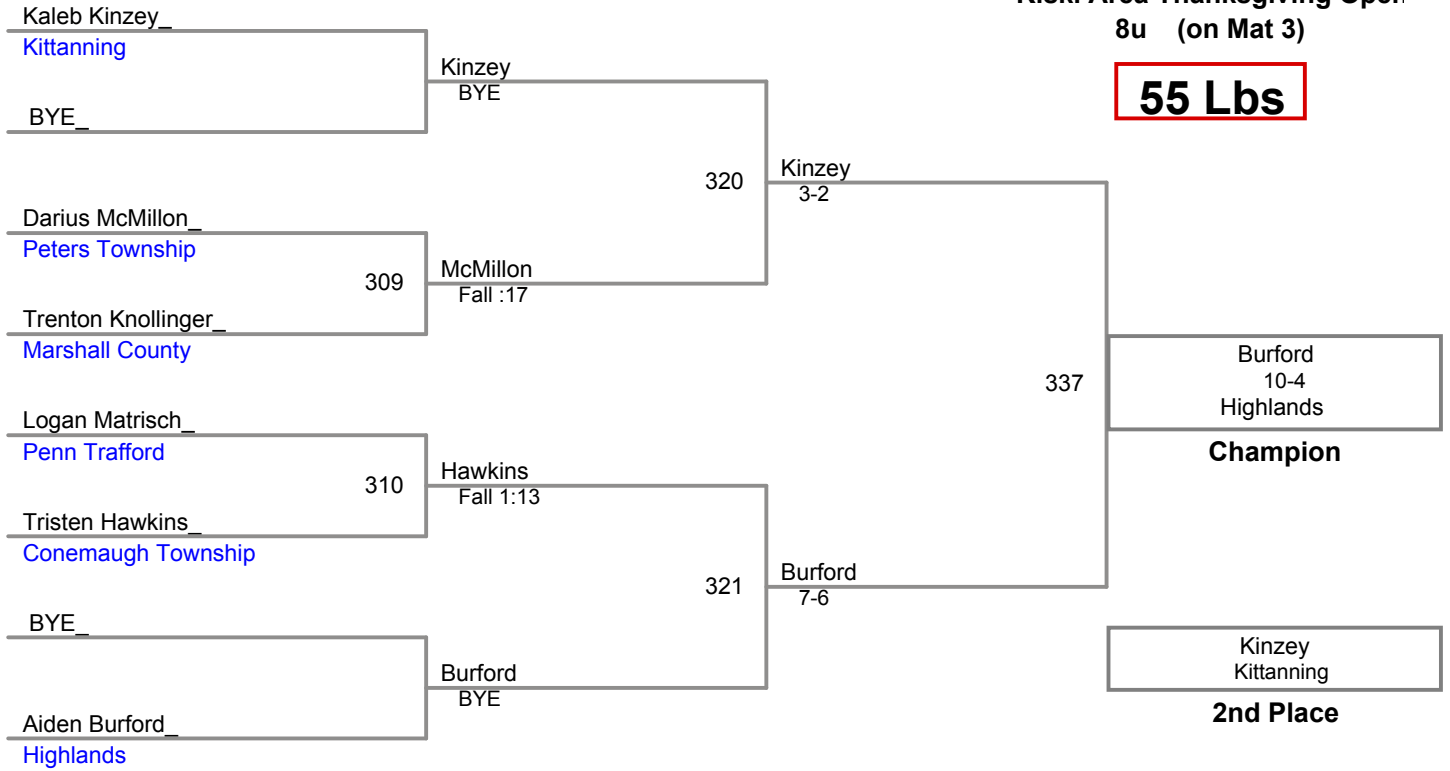 Area Thanksgiving
8u (on Mat 3)
55 Lbs
Kaleb Kinzey_
Kittanning
BYE_
Kinzey
BYE
Darius McMillon_
Peters Township
309
Trenton Knollinger_
Marshall County
McMillon
Fall :17
320
Kinzey
3-2
Logan Matrisch_
Penn Trafford
310
Tristen Hawkins_
Conemaugh Township
Hawkins
Fall 1:13
BYE_
Aiden Burford_
Highlands
Burford
BYE
321
Burford
7-6
337
Burford
10-4
Highlands
Champion
Kinzey
Kittanning
2nd Place